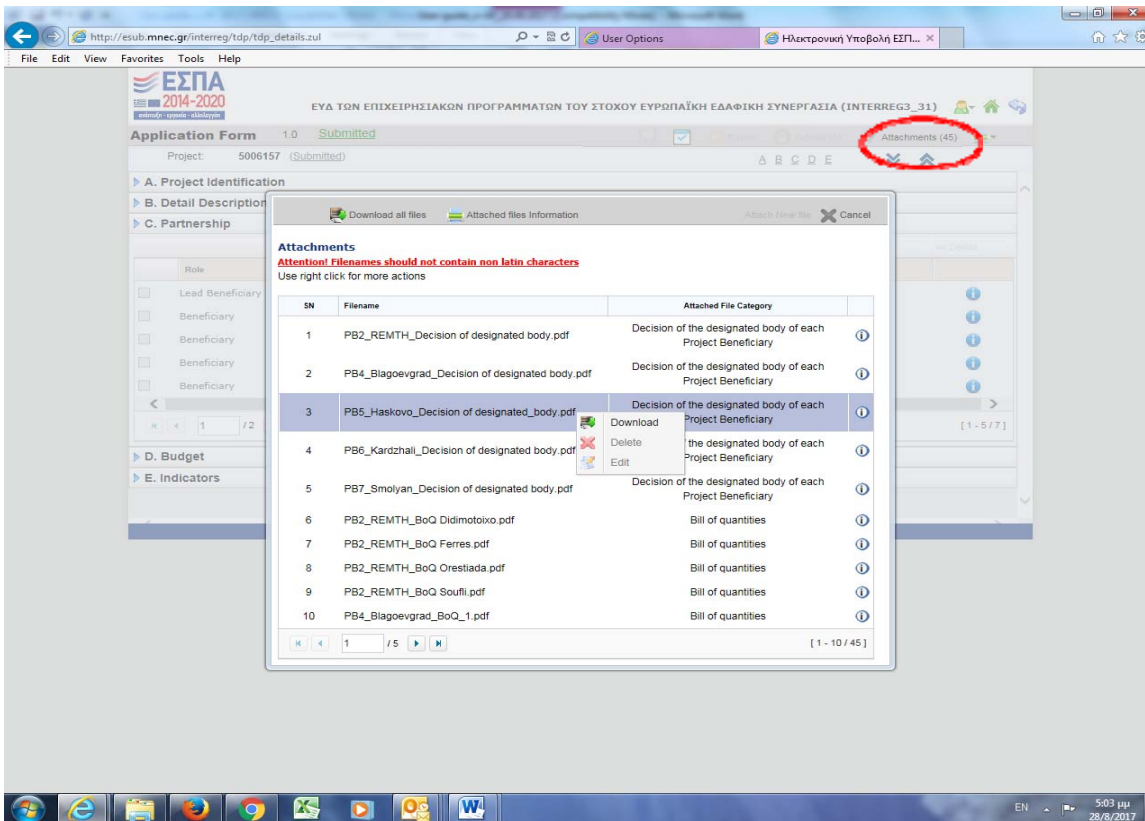 http://esub.mnec.gr/interreg/tdp/tdp_details.zul
User Options
Ηλεκτρονική Υποβολή ΕΣΠ...
File Edit View Favorites Tools Help
ΕΣΠΑ
2014-2020
ανάπτυξη - εργασία - αλληλεγγύη
ΕΥΔ ΤΩΝ ΕΠΙΧΕΙΡΗΣΙΑΚΩΝ ΠΡΟΓΡΑΜΜΑΤΩΝ ΤΟΥ ΣΤΟΧΟΥ ΕΥΡΩΠΑΪΚΗ ΕΔΑΦΙΚΗ ΣΥΝΕΡΓΑΣΙΑ (INTERREG3_31)
Application Form 1.0 Submitted
Attachments (45)
Project: 5006157 (Submitted)
A B C D E
A. Project Identification
B. Detail Description
C. Partnership
Delete
Role
Lead Beneficiary
Beneficiary
Beneficiary
Beneficiary
Beneficiary
1 / 2
[ 1 - 5 / 7 ]
D. Budget
E. Indicators
Download all files Attached files Information Attach New file Cancel
Attachments
Attention! Filenames should not contain non latin characters
Use right click for more actions
SN Filename Attached File Category
1 PB2_REMTH_Decision of designated body.pdf Decision of the designated body of each
Project Beneficiary
2 PB4_Blagoevgrad_Decision of designated body.pdf Decision of the designated body of each
Project Beneficiary
3 PB5_Haskovo_Decision of designated_body.pdf Decision of the designated body of each
Project Beneficiary
Download
Delete
Edit
4 PB6_Kardzhali_Decision of designated body.pdf the designated body of each
Project Beneficiary
5 PB7_Smolyan_Decision of designated body.pdf Decision of the designated body of each
Project Beneficiary
6 PB2_REMTH_BoQ Didimotoixo.pdf Bill of quantities
7 PB2_REMTH_BoQ Ferres.pdf Bill of quantities
8 PB2_REMTH_BoQ Orestiada.pdf Bill of quantities
9 PB2_REMTH_BoQ Soufli.pdf Bill of quantities
10 PB4_Blagoevgrad_BoQ_1.pdf Bill of quantities
1 / 5
[ 1 - 10 / 45 ]
EN
5:03 μμ
28/8/2017